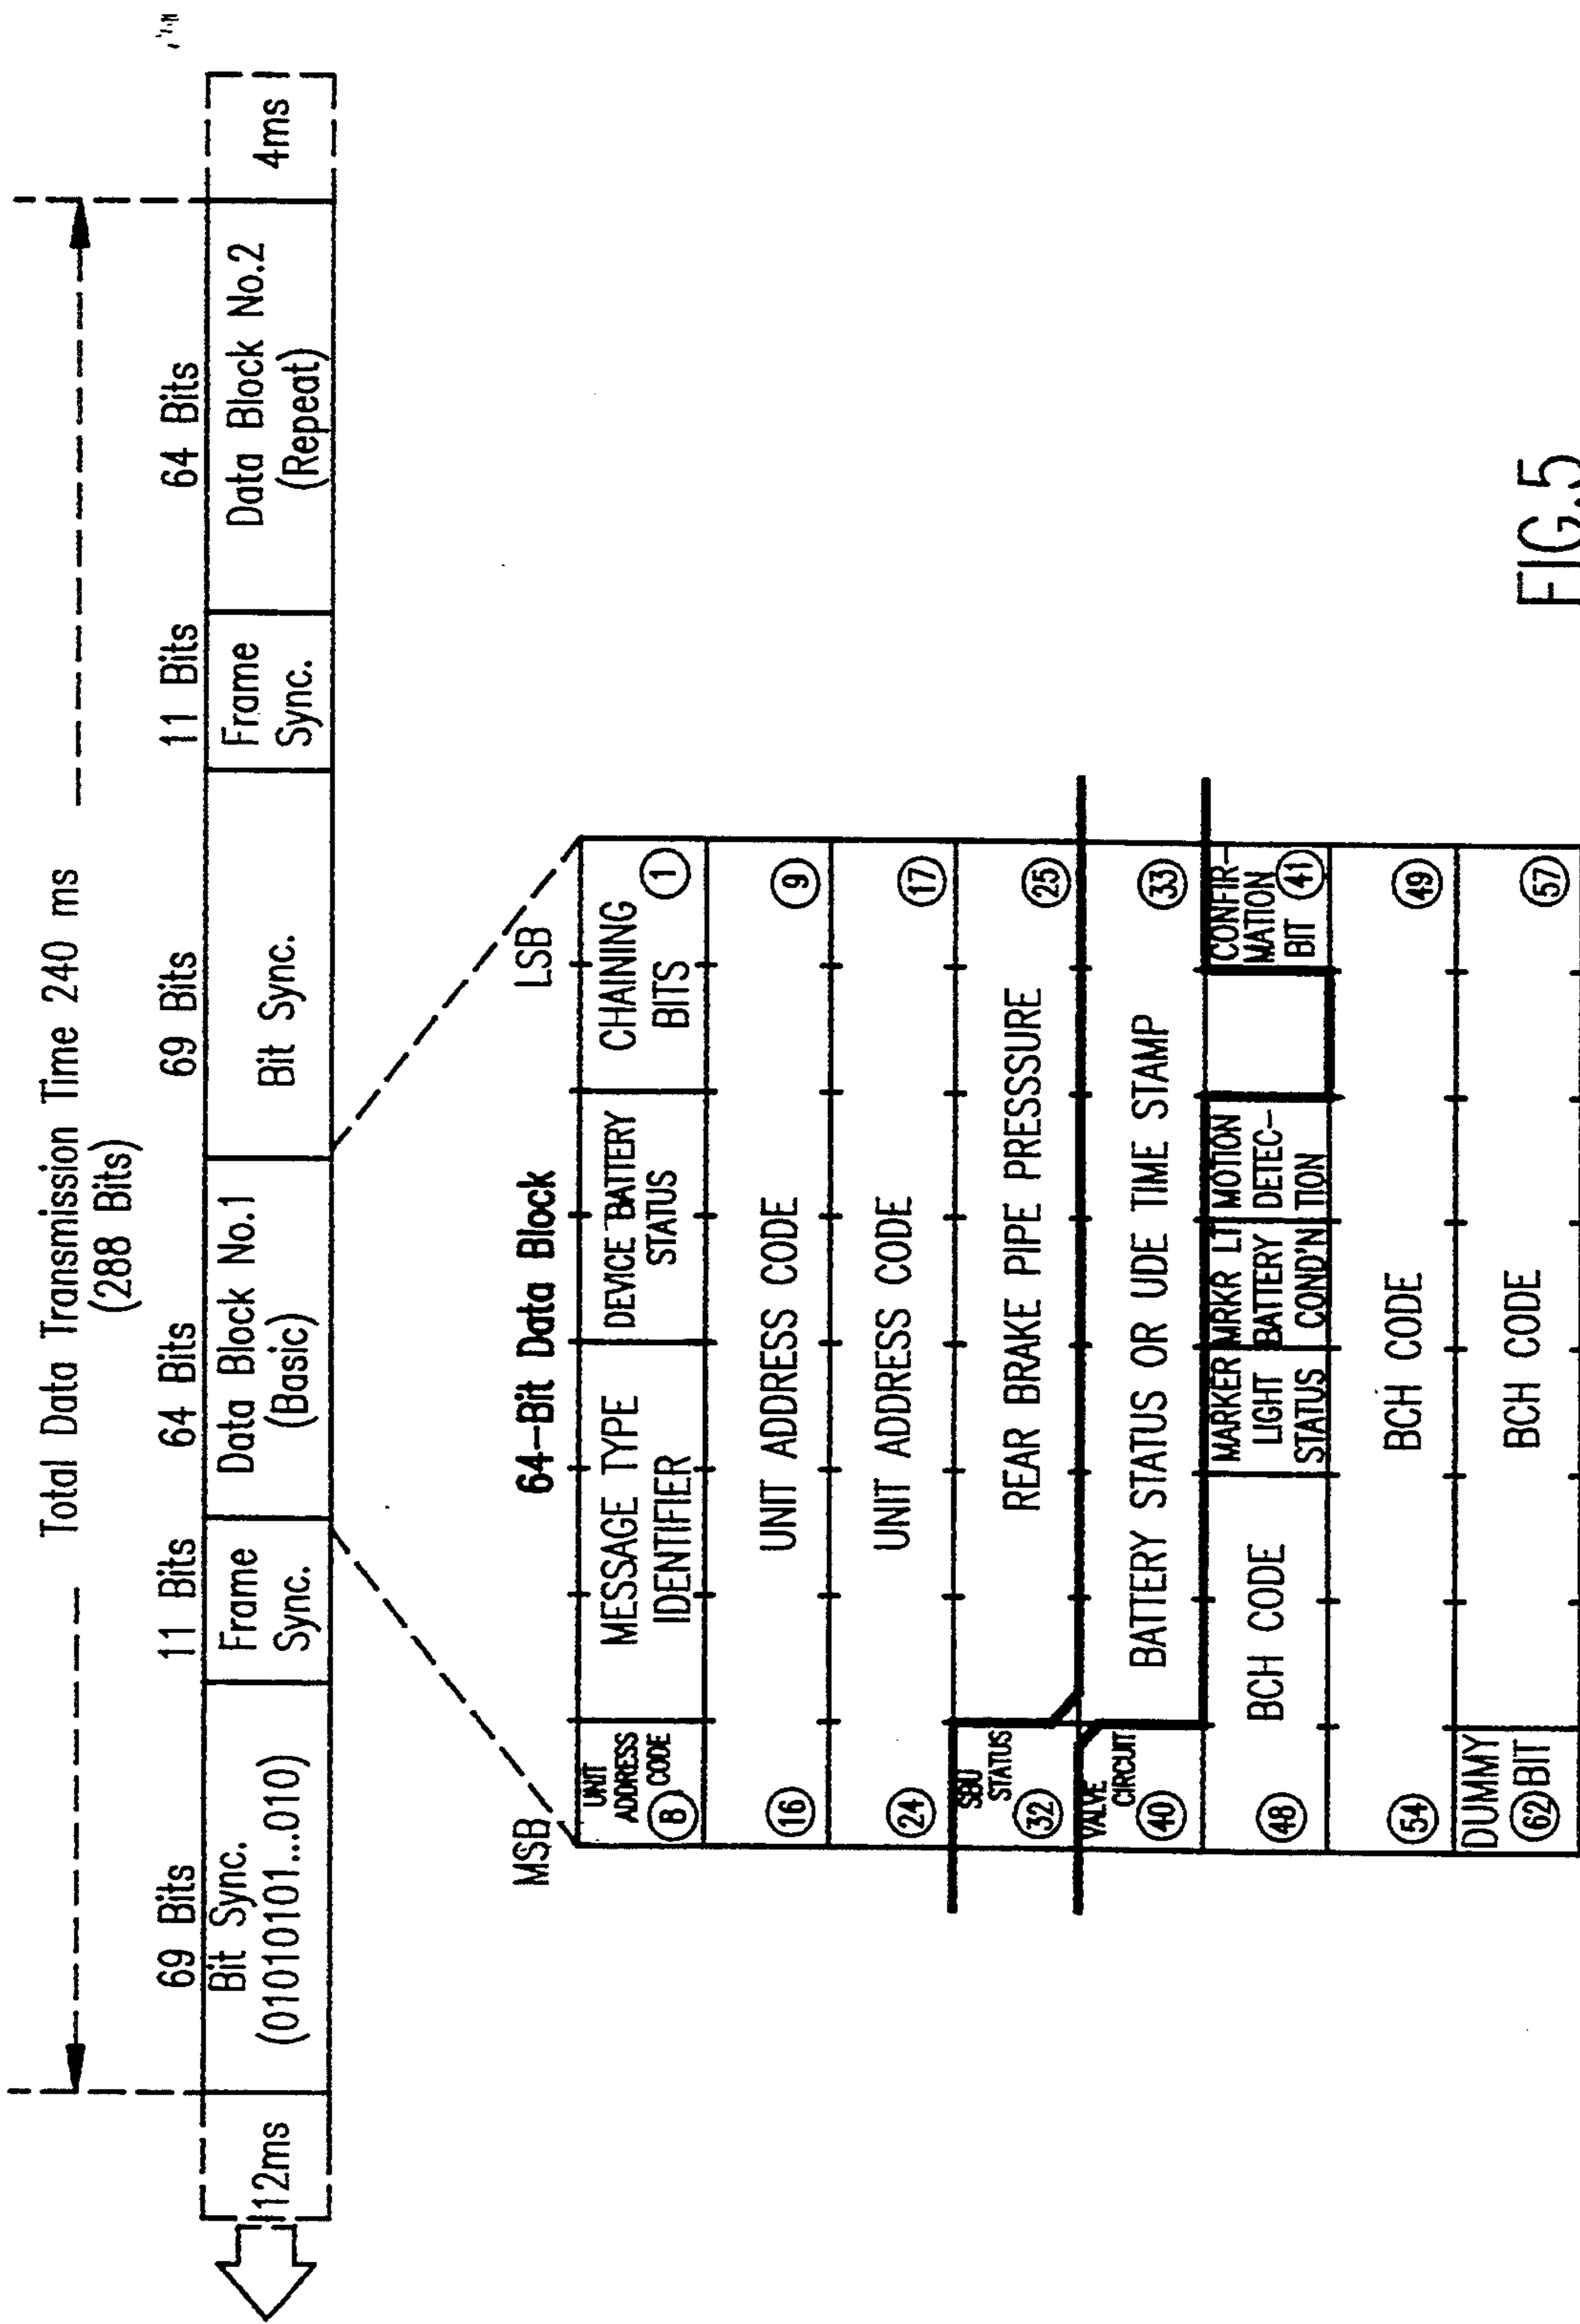 Total Data Transmission Time 240 ms
(288 Bits)
69 Bits
11 Bits
64 Bits
69 Bits
11 Bits
64 Bits
12ms
Bit Sync.
(0101010101...010)
Frame
Sync.
Data Block No.1
(Basic)
Bit Sync.
Frame
Sync.
Data Block No.2
(Repeat)
4ms
64-Bit Data Block
MSB
LSB
UNIT
ADDRESS
CODE
8
MESSAGE TYPE
IDENTIFIER
DEVICE BATTERY
STATUS
CHAINING
BITS
1
16
UNIT ADDRESS CODE
9
24
UNIT ADDRESS CODE
17
SBU
STATUS
32
REAR BRAKE PIPE PRESSSURE
25
VALVE
CIRCUIT
40
BATTERY STATUS OR UDE TIME STAMP
33
48
BCH CODE
MARKER
LIGHT
STATUS
MRKR LT
BATTERY
COND'N
MOTION
DETEC-
TION
CONFIR-
MATION
BIT
41
54
BCH CODE
49
DUMMY
62 BIT
BCH CODE
57
FIG.5